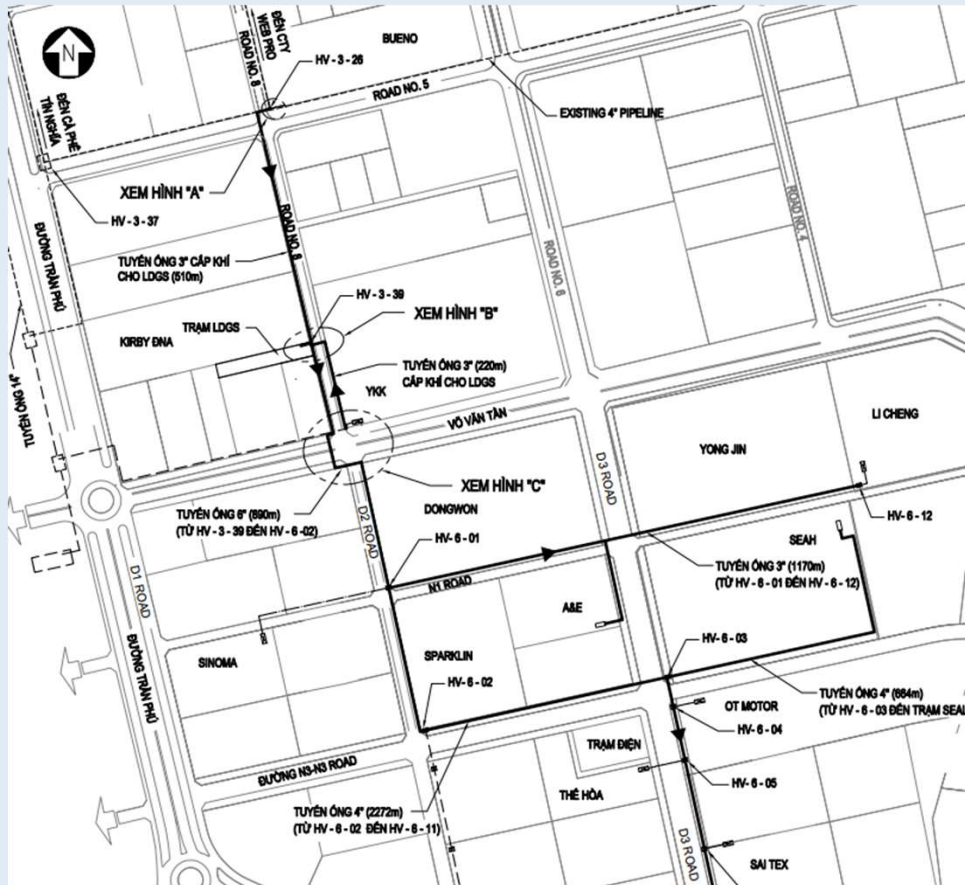 N
ĐẾN CTY
WEB PRO
ROAD NO. 8
BUENO
HV - 3 - 26
ROAD NO. 5
EXISTING 4" PIPELINE
ĐẾN CÀ PHÊ
TÍN NGHĨA
XEM HÌNH "A"
HV - 3 - 37
ĐƯỜNG TRẦN PHÚ
ROAD NO. 8
ROAD NO. 6
ROAD NO. 4
TUYẾN ỐNG 3" CẤP KHÍ
CHO LDGS (510m)
HV - 3 - 39
XEM HÌNH "B"
TRẠM LDGS
KIRBY ĐNA
TUYẾN ỐNG 3" (220m)
CẤP KHÍ CHO LDGS
YKK
VÕ VĂN TẦN
LI CHENG
YONG JIN
D3 ROAD
XEM HÌNH "C"
DONGWON
TUYẾN ỐNG 6" (890m)
(TỪ HV - 3 - 39 ĐẾN HV - 6 - 02)
D2 ROAD
HV- 6 - 01
HV - 6 - 12
SEAH
TUYẾN ỐNG 3" (1170m)
(TỪ HV - 6 - 01 ĐẾN HV - 6 - 12)
N1 ROAD
A&E
D1 ROAD
ĐƯỜNG TRẦN PHÚ
SINOMA
SPARKLIN
HV- 6 - 02
HV - 6 - 03
TUYẾN ỐNG 4" (664m)
(TỪ HV - 6 - 03 ĐẾN TRẠM SEAH
OT MOTOR
HV- 6 - 04
TRẠM ĐIỆN
HV- 6 - 05
ĐƯỜNG N3-N3 ROAD
THẾ HÒA
TUYẾN ỐNG 4" (2272m)
(TỪ HV - 6 - 02 ĐẾN HV - 6 - 11)
D3 ROAD
SAI TEX